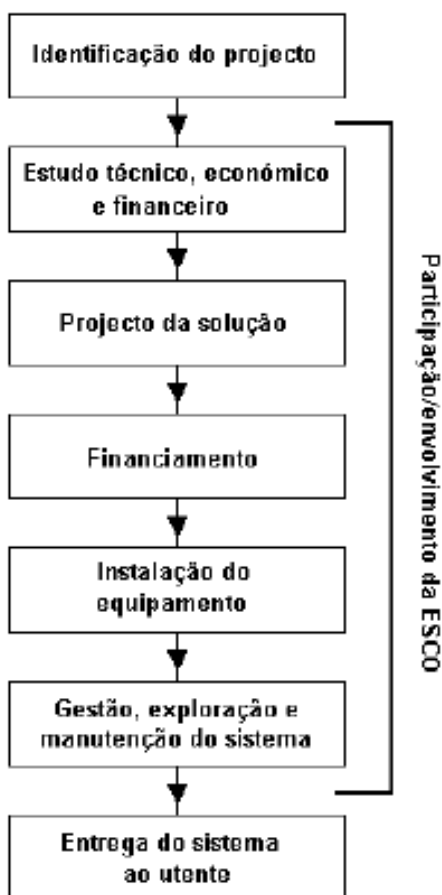 Identificação do projecto
Estudo técnico, económico
e financeiro
Projecto da solução
Financiamento
Instalação do
equipamento
Gestão, exploração e
manutenção do sistema
Entrega do sistema
ao utente
Participação/envolvimento da ESCO